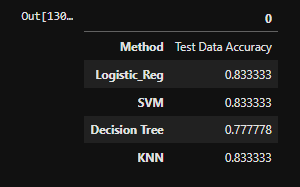 Out[130... 0
Method Test Data Accuracy
Logistic_Reg 0.833333
SVM 0.833333
Decision Tree 0.777778
KNN 0.833333